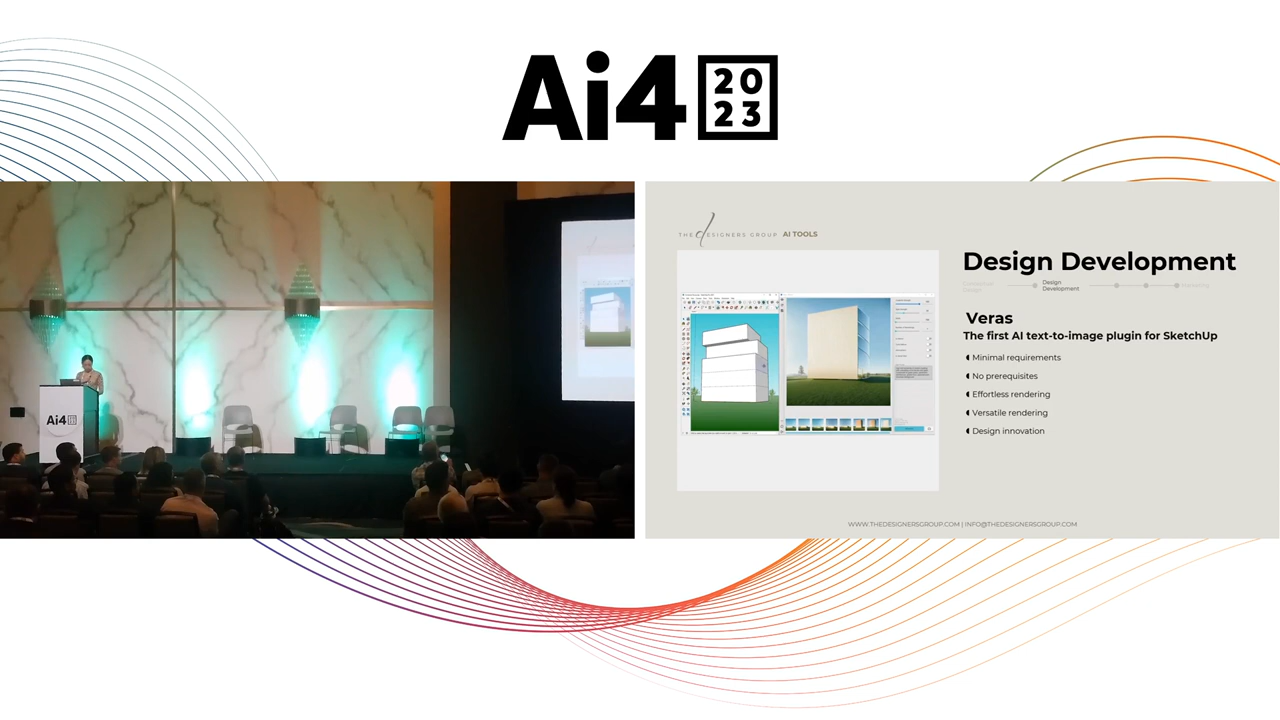 Ai4 20
23
Ai4
THE dESIGNERS GROUP AI TOOLS
Design Development
Design
Development
Veras
The first AI text-to-image plugin for SketchUp
Minimal requirements
No prerequisites
Effortless rendering
Versatile rendering
Design innovation
WWW.THEDESIGNERSGROUP.COM | INFO@THEDESIGNERSGROUP.COM